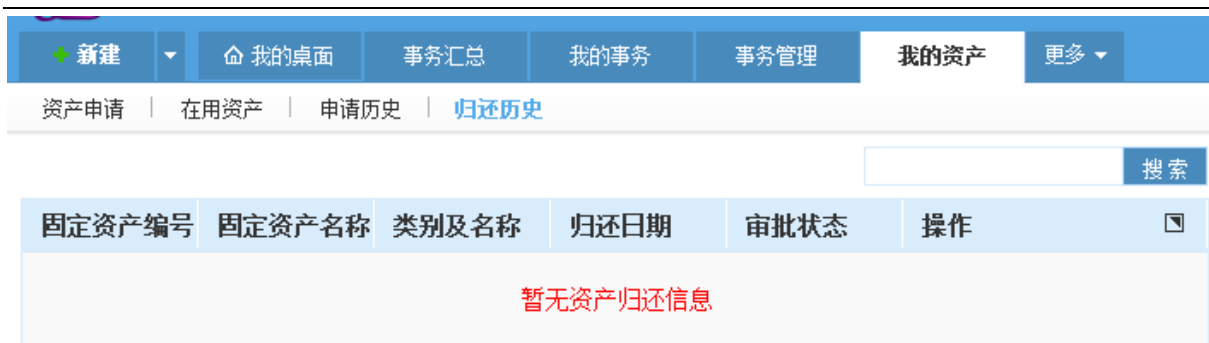 新建 我的桌面 事务汇总 我的事务 事务管理 我的资产 更多
资产申请 在用资产 申请历史 归还历史
搜索
固定资产编号 固定资产名称 类别及名称 归还日期 审批状态 操作
暂无资产归还信息